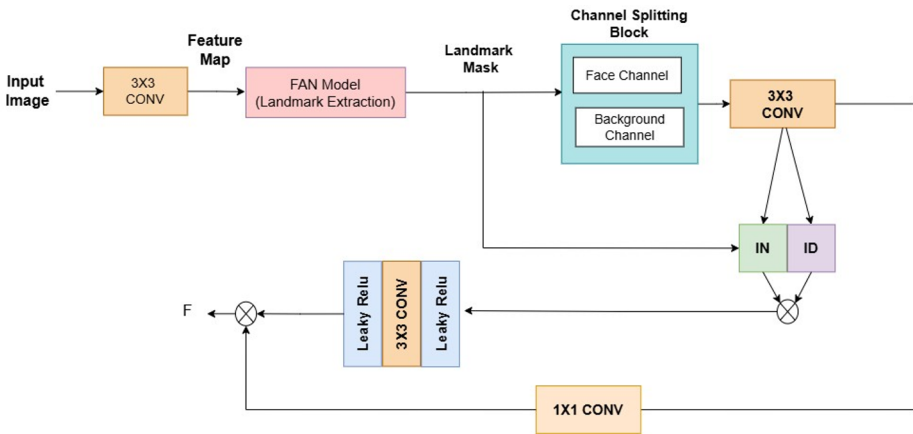 Channel Splitting
Block
Feature
Map
Landmark
Mask
Input
Image
3X3
CONV
FAN Model
(Landmark Extraction)
Face Channel
Background
Channel
3X3
CONV
IN
ID
Leaky Relu
3X3 CONV
Leaky Relu
F
1X1 CONV